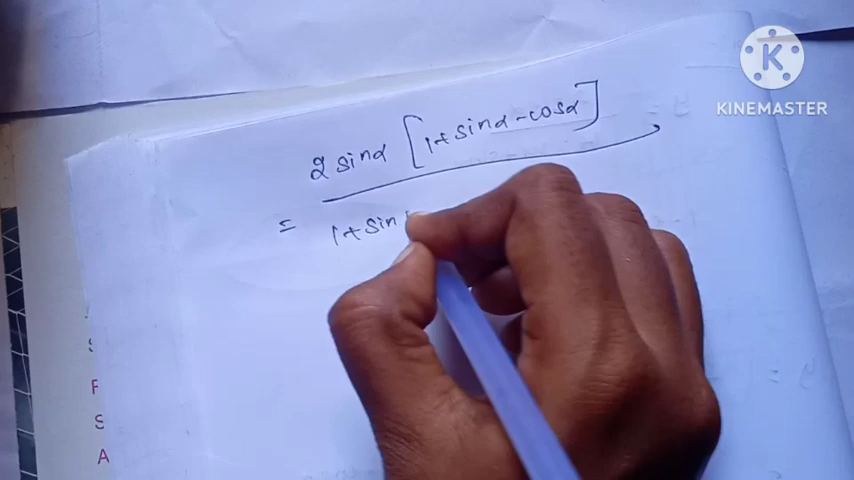 KINEMASTER
2 sinα [1+sinα-cosα]
= 1+ sin
F
S
A